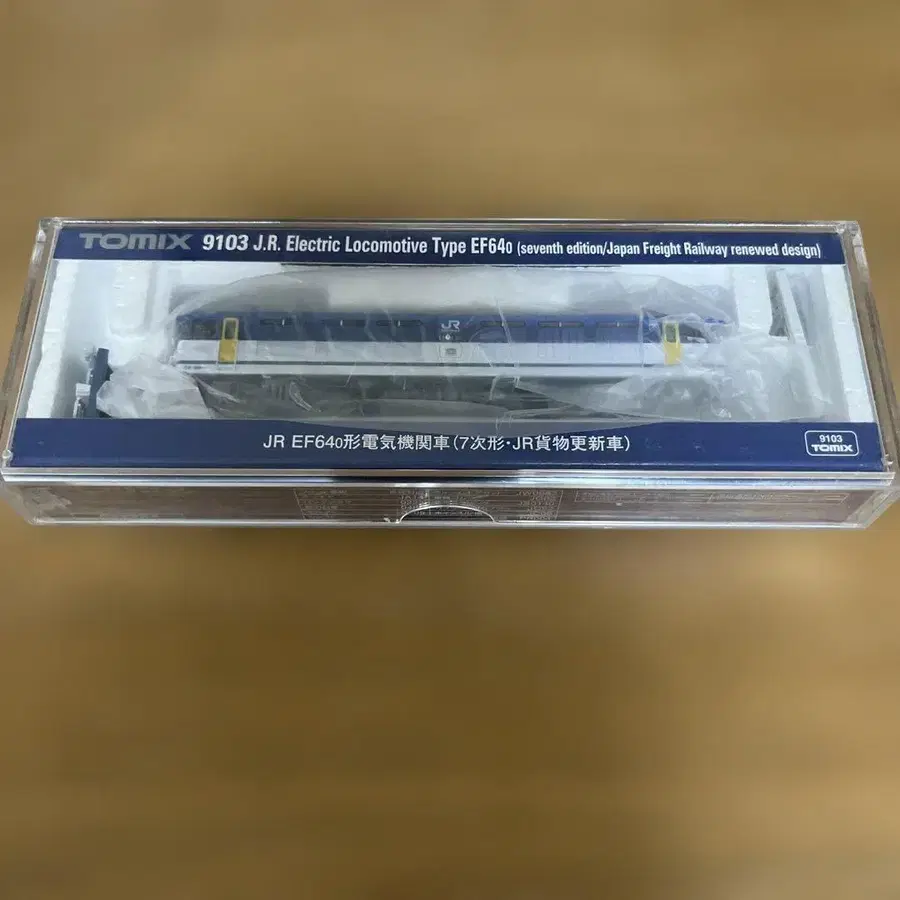 TOMIX 9103 J.R. Electric Locomotive Type EF640 (seventh edition/Japan Freight Railway renewed design)
JR
JR EF640形電気機関車(7次形・JR貨物更新車)
9103
TOMIX